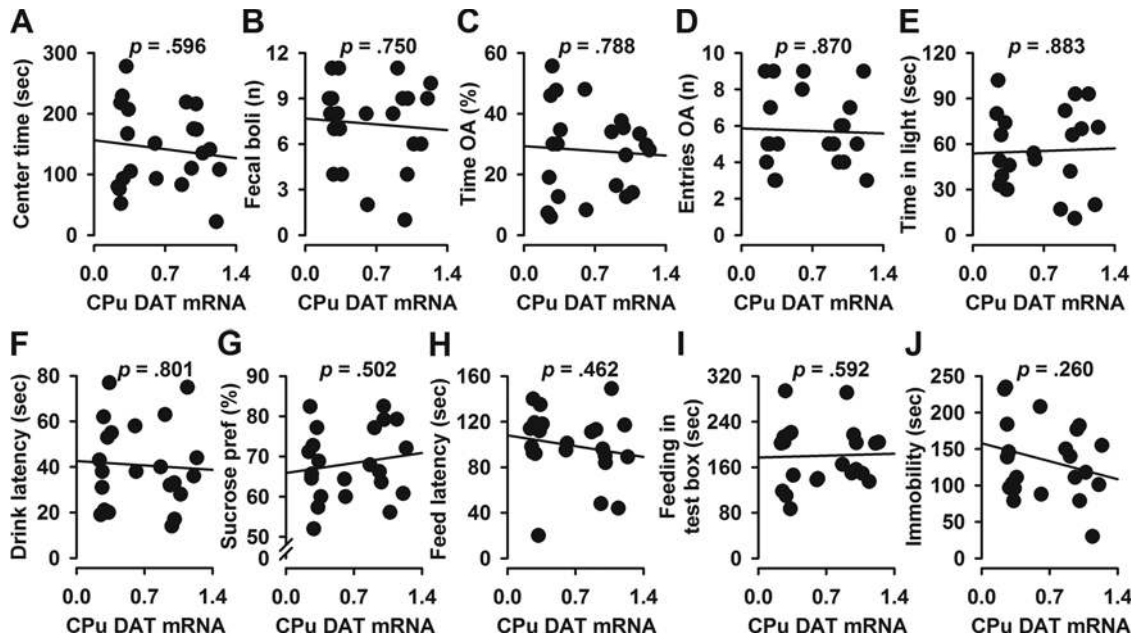 A
p = .596
Center time (sec)
300
200
100
0
0.0 0.7 1.4
CPu DAT mRNA
B
p = .750
Fecal boli (n)
12
9
6
3
0
0.0 0.7 1.4
CPu DAT mRNA
C
p = .788
Time OA (%)
60
40
20
0
0.0 0.7 1.4
CPu DAT mRNA
D
p = .870
Entries OA (n)
10
8
6
4
2
0
0.0 0.7 1.4
CPu DAT mRNA
E
p = .883
Time in light (sec)
120
90
60
30
0
0.0 0.7 1.4
CPu DAT mRNA
F
p = .801
Drink latency (sec)
80
60
40
20
0
0.0 0.7 1.4
CPu DAT mRNA
G
p = .502
Sucrose pref (%)
90
80
70
60
50
0
0.0 0.7 1.4
CPu DAT mRNA
H
p = .462
Feed latency (sec)
160
120
80
40
0
0.0 0.7 1.4
CPu DAT mRNA
I
p = .592
Feeding in
test box (sec)
320
240
160
80
0
0.0 0.7 1.4
CPu DAT mRNA
J
p = .260
Immobility (sec)
250
200
150
100
50
0
0.0 0.7 1.4
CPu DAT mRNA